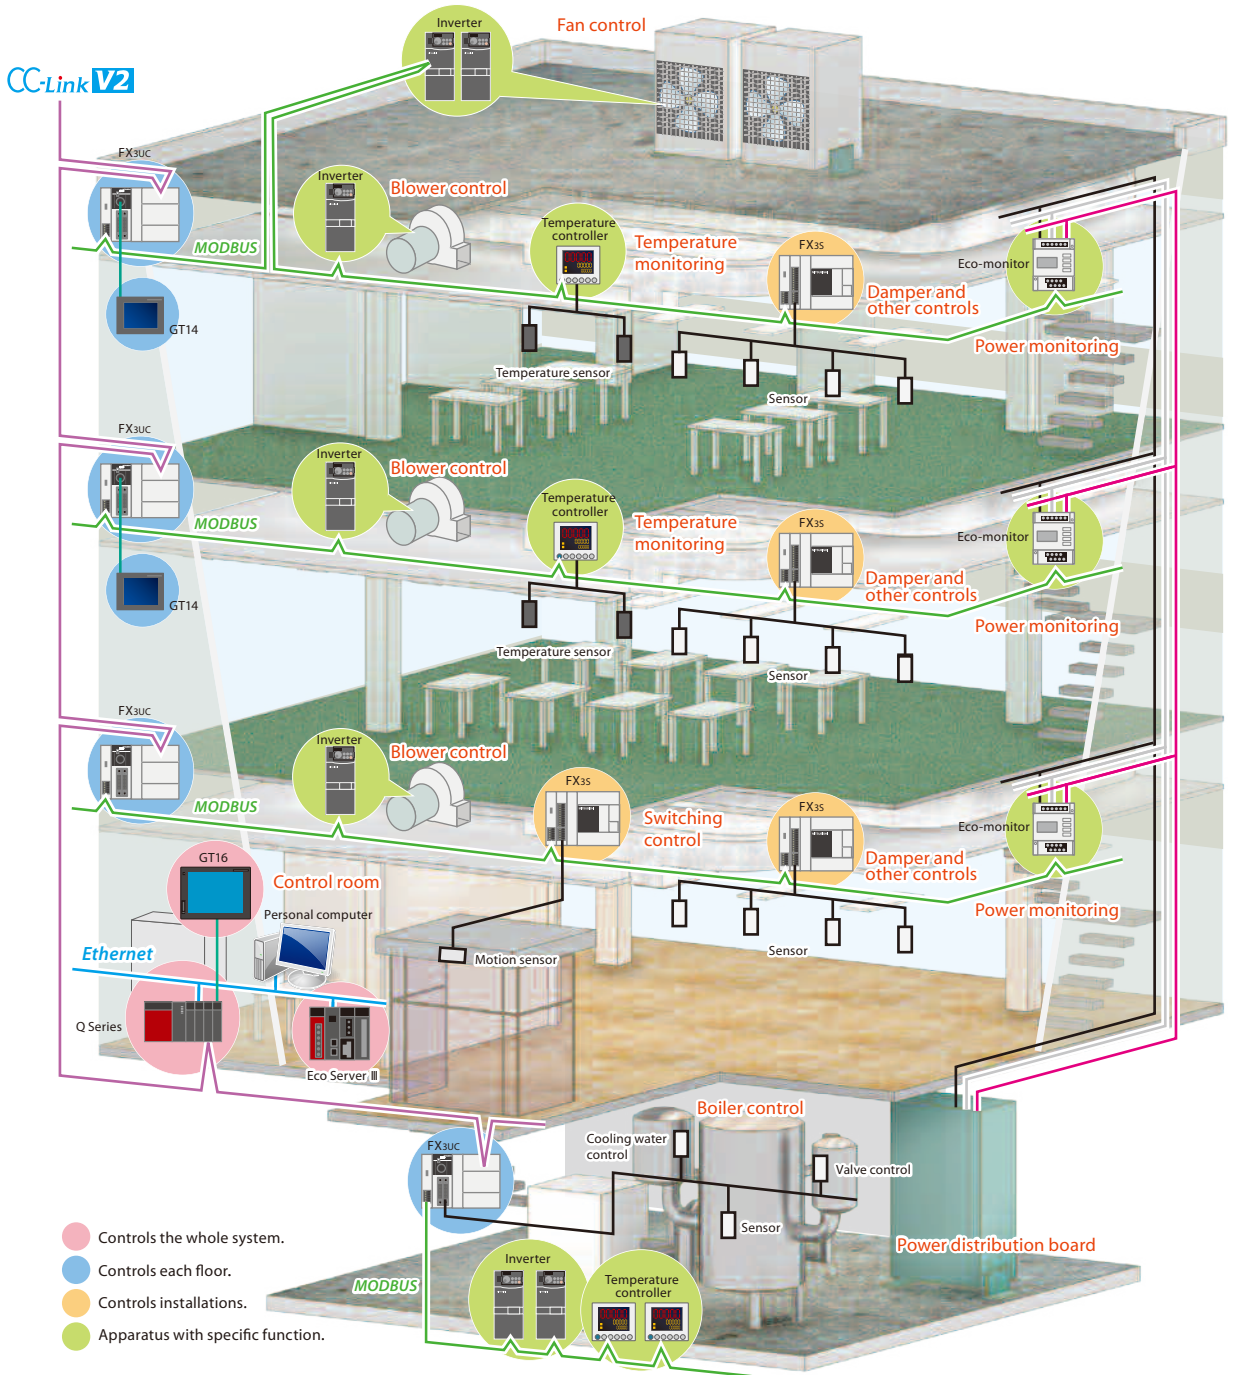 Inverter
Fan control
CC-Link V2
FX3UC
Inverter
Blower control
MODBUS
Temperature
controller
Temperature
monitoring
FX3S
Damper and
other controls
Eco-monitor
Power monitoring
GT14
Temperature sensor
Sensor
FX3UC
Inverter
Blower control
MODBUS
Temperature
controller
Temperature
monitoring
FX3S
Damper and
other controls
Eco-monitor
Power monitoring
GT14
Temperature sensor
Sensor
FX3UC
Inverter
Blower control
MODBUS
FX3S
Switching
control
FX3S
Damper and
other controls
Eco-monitor
Power monitoring
GT16
Control room
Personal computer
Ethernet
Motion sensor
Sensor
Q Series
Eco Server III
Boiler control
FX3UC
Cooling water
control
Valve control
Sensor
Power distribution board
MODBUS
Inverter
Temperature
controller
Controls the whole system.
Controls each floor.
Controls installations.
Apparatus with specific function.